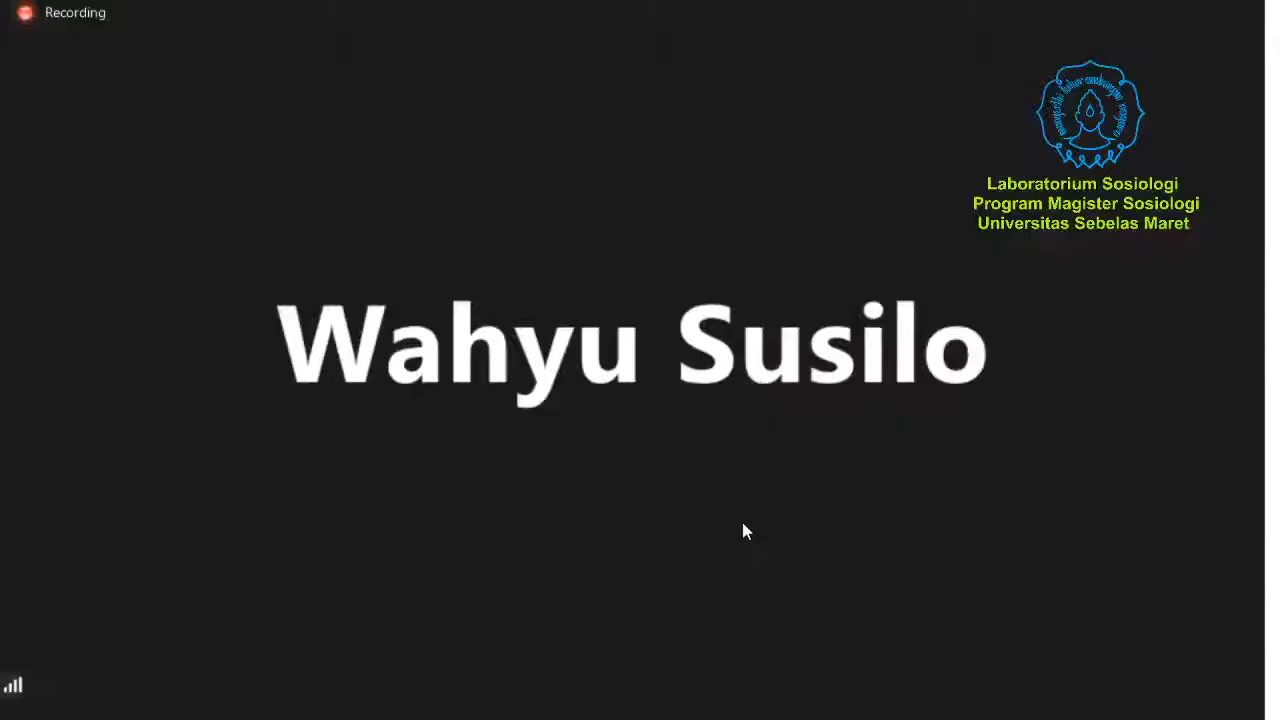 Recording
Laboratorium Sosiologi
Program Magister Sosiologi
Universitas Sebelas Maret
Wahyu Susilo